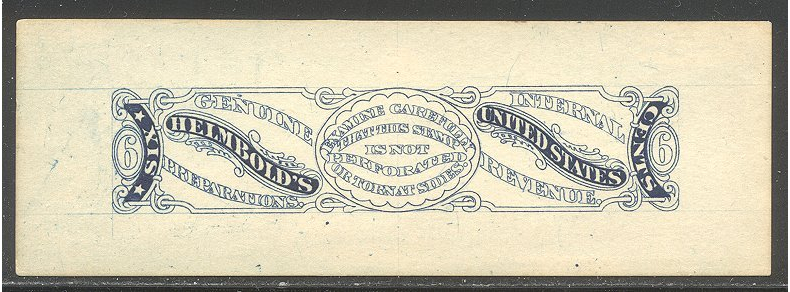 SIX
6
GENUINE
HELMBOLD'S
PREPARATIONS.
EXAMINE CAREFULLY
THAT THIS STAMP
IS NOT
PERFORATED
OR TORN AT SIDES.
INTERNAL
UNITED STATES
REVENUE.
6
CENTS